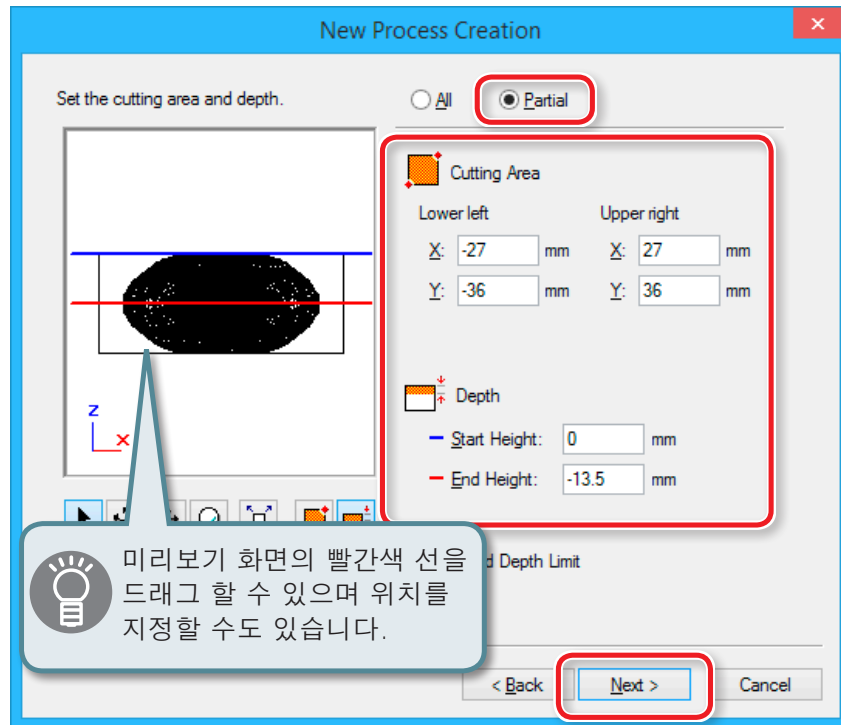 New Process Creation
Set the cutting area and depth.
All
Partial
Cutting Area
Lower left
Upper right
X: -27 mm
X: 27 mm
Y: -36 mm
Y: 36 mm
Depth
Start Height: 0 mm
End Height: -13.5 mm
z
x
미리보기 화면의 빨간색 선을
드래그 할 수 있으며 위치를
지정할 수도 있습니다.
Depth Limit
< Back
Next >
Cancel